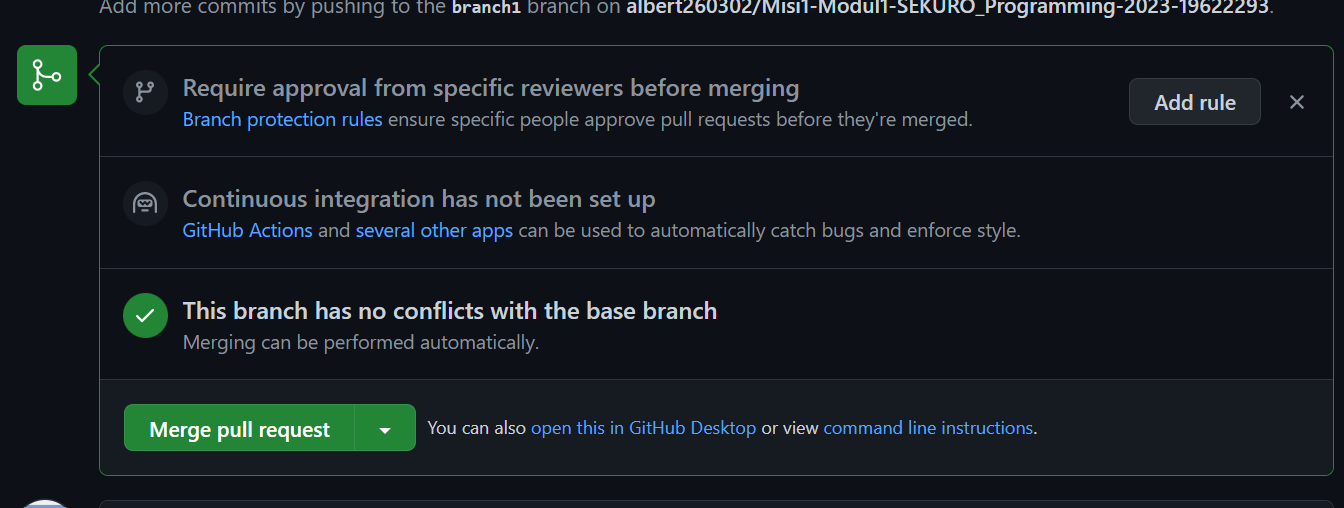 Add more commits by pushing to the branch1 branch on albert260302/Misi1-Modul1-SEKURO_Programming-2023-19622293.
Require approval from specific reviewers before merging
Branch protection rules ensure specific people approve pull requests before they're merged.
Add rule
Continuous integration has not been set up
GitHub Actions and several other apps can be used to automatically catch bugs and enforce style.
This branch has no conflicts with the base branch
Merging can be performed automatically.
Merge pull request
You can also open this in GitHub Desktop or view command line instructions.